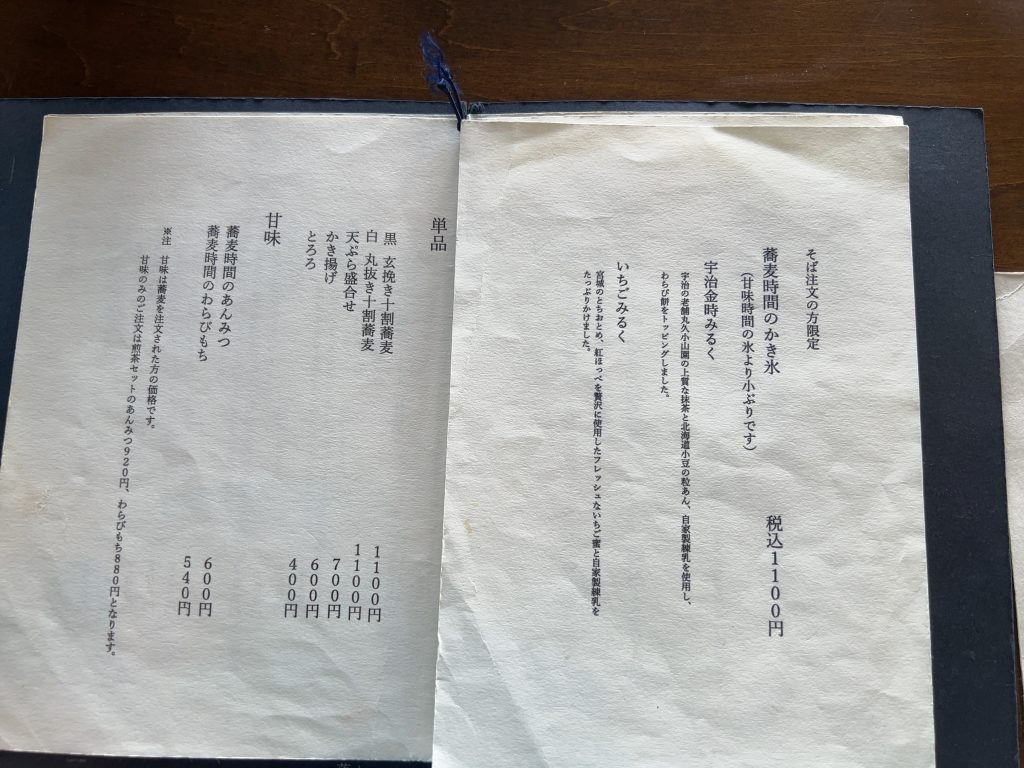 そば注文の方限定
蕎麦時間のかき氷 税込1100円
(甘味時間の氷より小ぶりです)
宇治金時みるく
宇治の老舗丸久小山園の上質な抹茶と北海道小豆の粒あん、自家製練乳を使用し、
わらび餅をトッピングしました。
いちごみるく
宮城のとちおとめ、紅ほっぺを贅沢に使用したフレッシュないちご蜜と自家製練乳を
たっぷりかけました。
単品
黒 玄挽き十割蕎麦 1100円
白 丸抜き十割蕎麦 1100円
天ぷら盛合せ 700円
かき揚げ 600円
とろろ 400円
甘味
蕎麦時間のあんみつ 600円
蕎麦時間のわらびもち 540円
※注 甘味は蕎麦を注文された方の価格です。
甘味のみのご注文は煎茶セットのあんみつ920円、わらびもち880円となります。